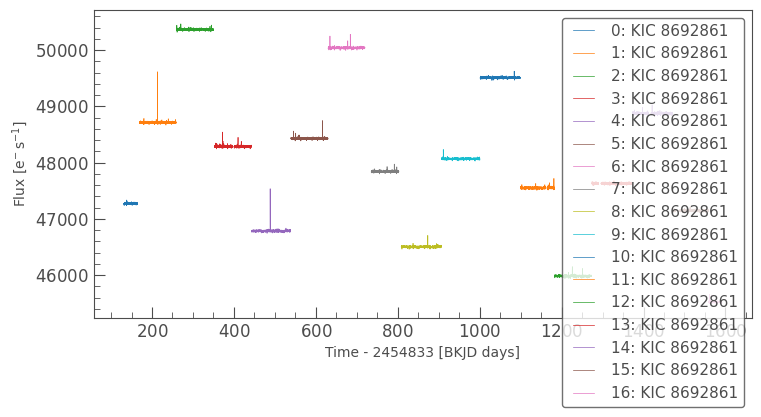 Flux [e⁻ s⁻¹]
50000
49000
48000
47000
46000
200 400 600 800 1000 1200 1400 1600
Time - 2454833 [BKJD days]
0: KIC 8692861
1: KIC 8692861
2: KIC 8692861
3: KIC 8692861
4: KIC 8692861
5: KIC 8692861
6: KIC 8692861
7: KIC 8692861
8: KIC 8692861
9: KIC 8692861
10: KIC 8692861
11: KIC 8692861
12: KIC 8692861
13: KIC 8692861
14: KIC 8692861
15: KIC 8692861
16: KIC 8692861